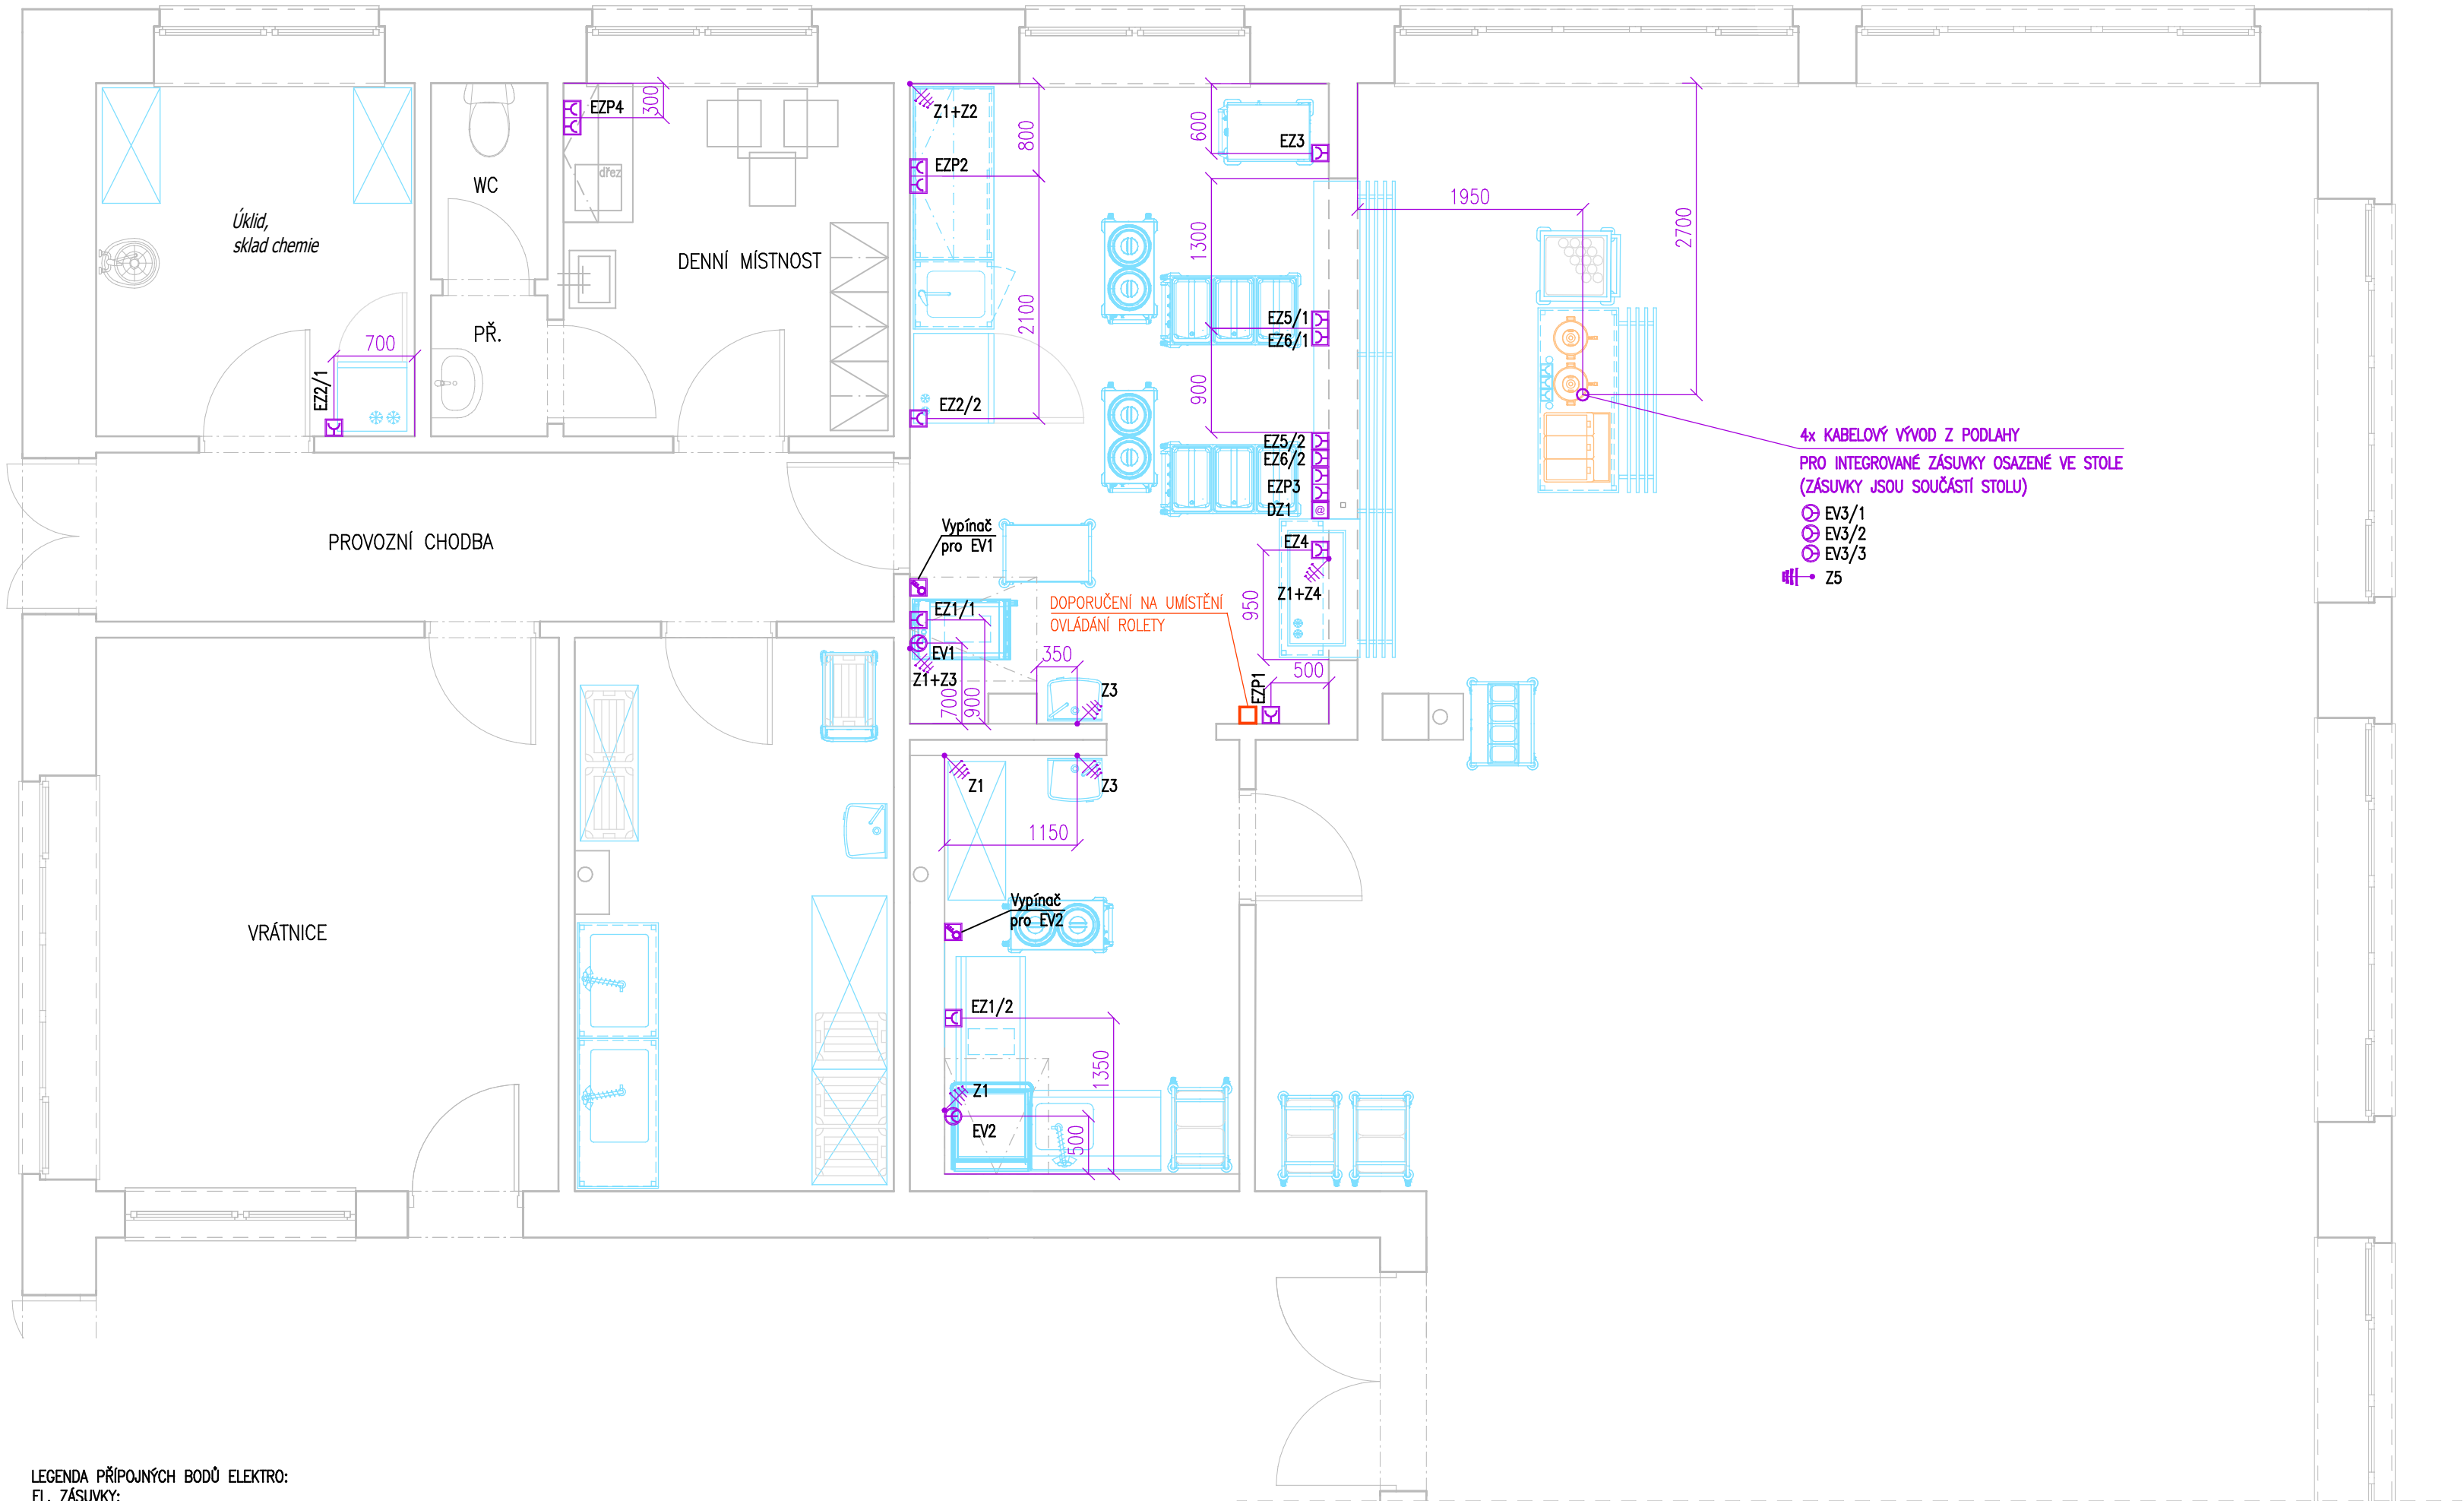 EZP4
300
dřez
WC
Úklid,
sklad chemie
DENNÍ MÍSTNOST
PŘ.
700
EZ2/1
Z1+Z2
800
EZP2
2100
EZ2/2
600
EZ3
1300
EZ5/1
EZ6/1
900
EZ5/2
EZ6/2
EZP3
DZ1
EZ4
Z1+Z4
950
1950
2700
4x KABELOVÝ VÝVOD Z PODLAHY
PRO INTEGROVANÉ ZÁSUVKY OSAZENÉ VE STOLE
(ZÁSUVKY JSOU SOUČÁSTÍ STOLU)
EV3/1
EV3/2
EV3/3
Z5
PROVOZNÍ CHODBA
Vypínač
pro EV1
EZ1/1
EV1
Z1+Z3
700
900
DOPORUČENÍ NA UMÍSTĚNÍ
OVLÁDÁNÍ ROLETY
350
Z3
EZP1
500
Z1
Z3
1150
VRÁTNICE
Vypínač
pro EV2
EZ1/2
1350
Z1
EV2
500
LEGENDA PŘÍPOJNÝCH BODŮ ELEKTRO:
EL. ZÁSUVKY: